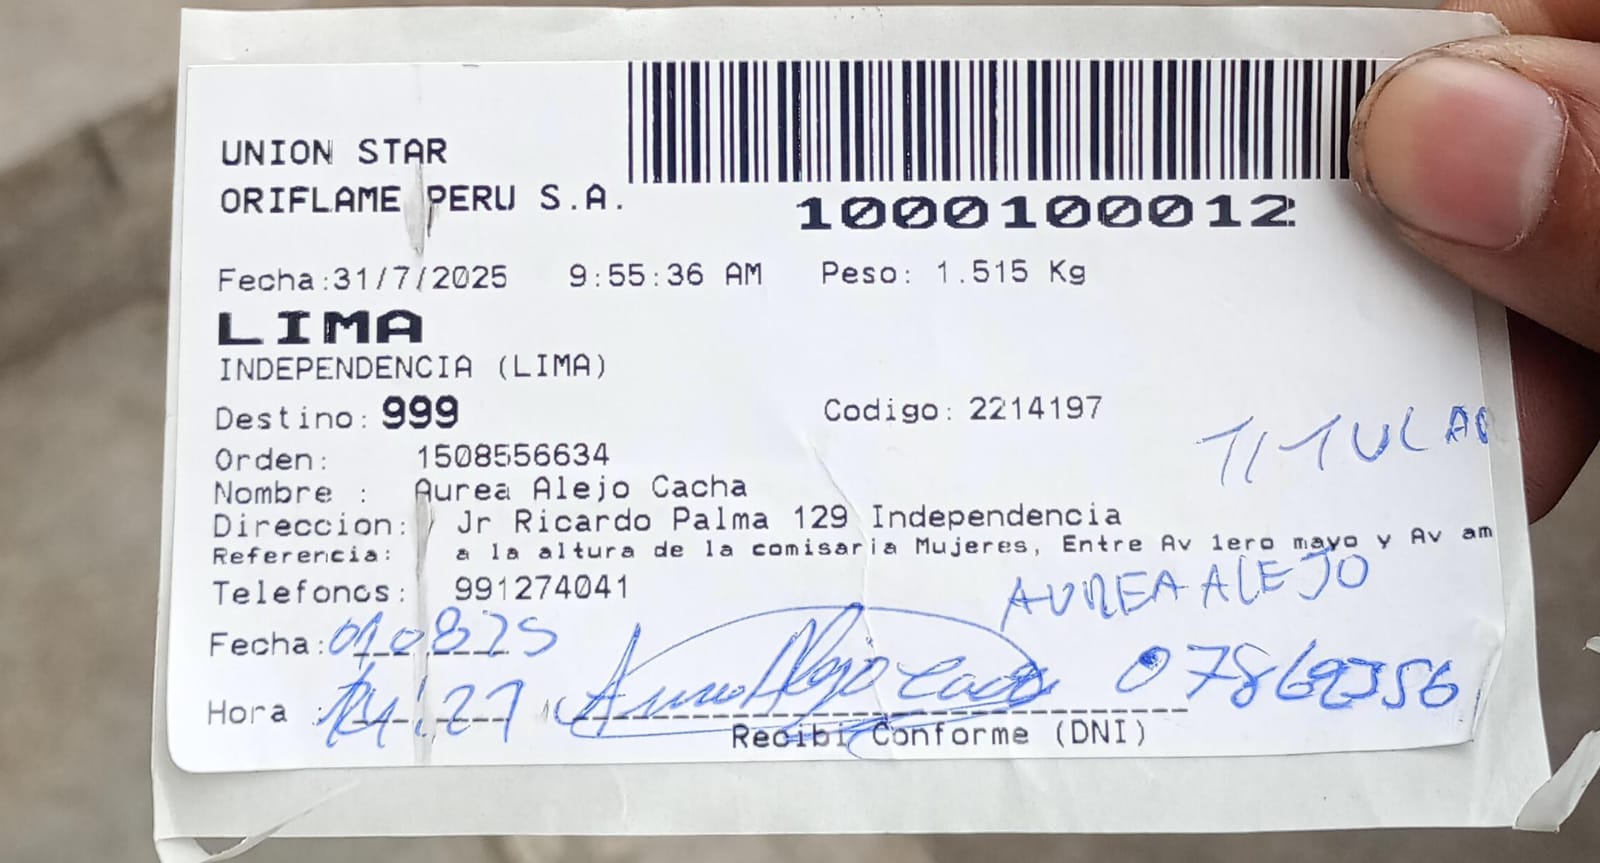 UNION STAR
ORIFLAME PERU S.A.
1000100012
Fecha:31/7/2025 9:55:36 AM Peso: 1.515 Kg
LIMA
INDEPENDENCIA (LIMA)
Destino: 999 Codigo: 2214197
TITULAR
Orden: 1508556634
Nombre : Aurea Alejo Cacha
Direccion: Jr Ricardo Palma 129 Independencia
Referencia: a la altura de la comisaria Mujeres, Entre Av 1ero mayo y Av am
Telefonos: 991274041
AUREA ALEJO
Fecha: 010825
Hora : 14:27
Recibi Conforme (DNI)